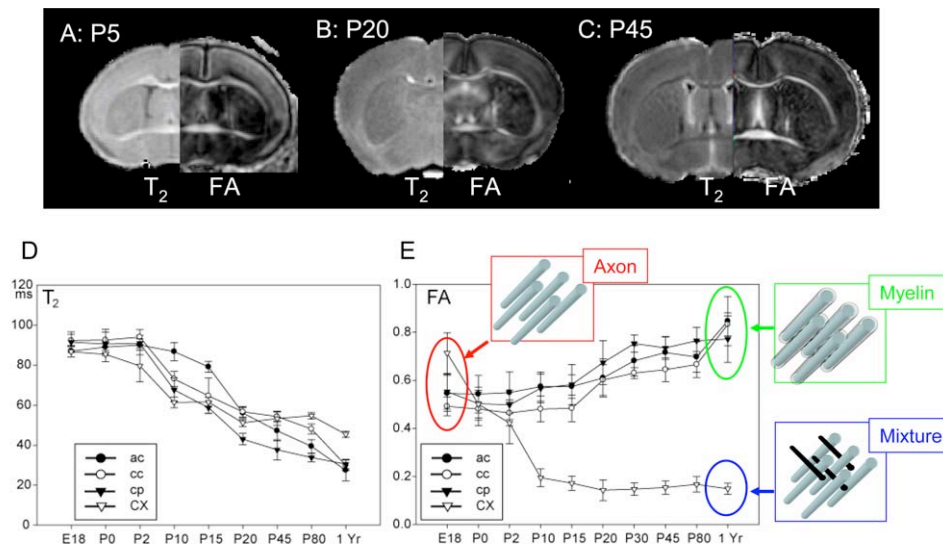 A: P5
B: P20
C: P45
T2 FA
T2 FA
T2 FA
D
E
120
ms
100
80
60
40
20
0
T2
ac
cc
cp
CX
E18 P0 P2 P10 P15 P20 P45 P80 1 Yr
1.0
0.8
0.6
0.4
0.2
0.0
FA
ac
cc
cp
CX
E18 P0 P2 P10 P15 P20 P30 P45 P80 1 Yr
Axon
Myelin
Mixture